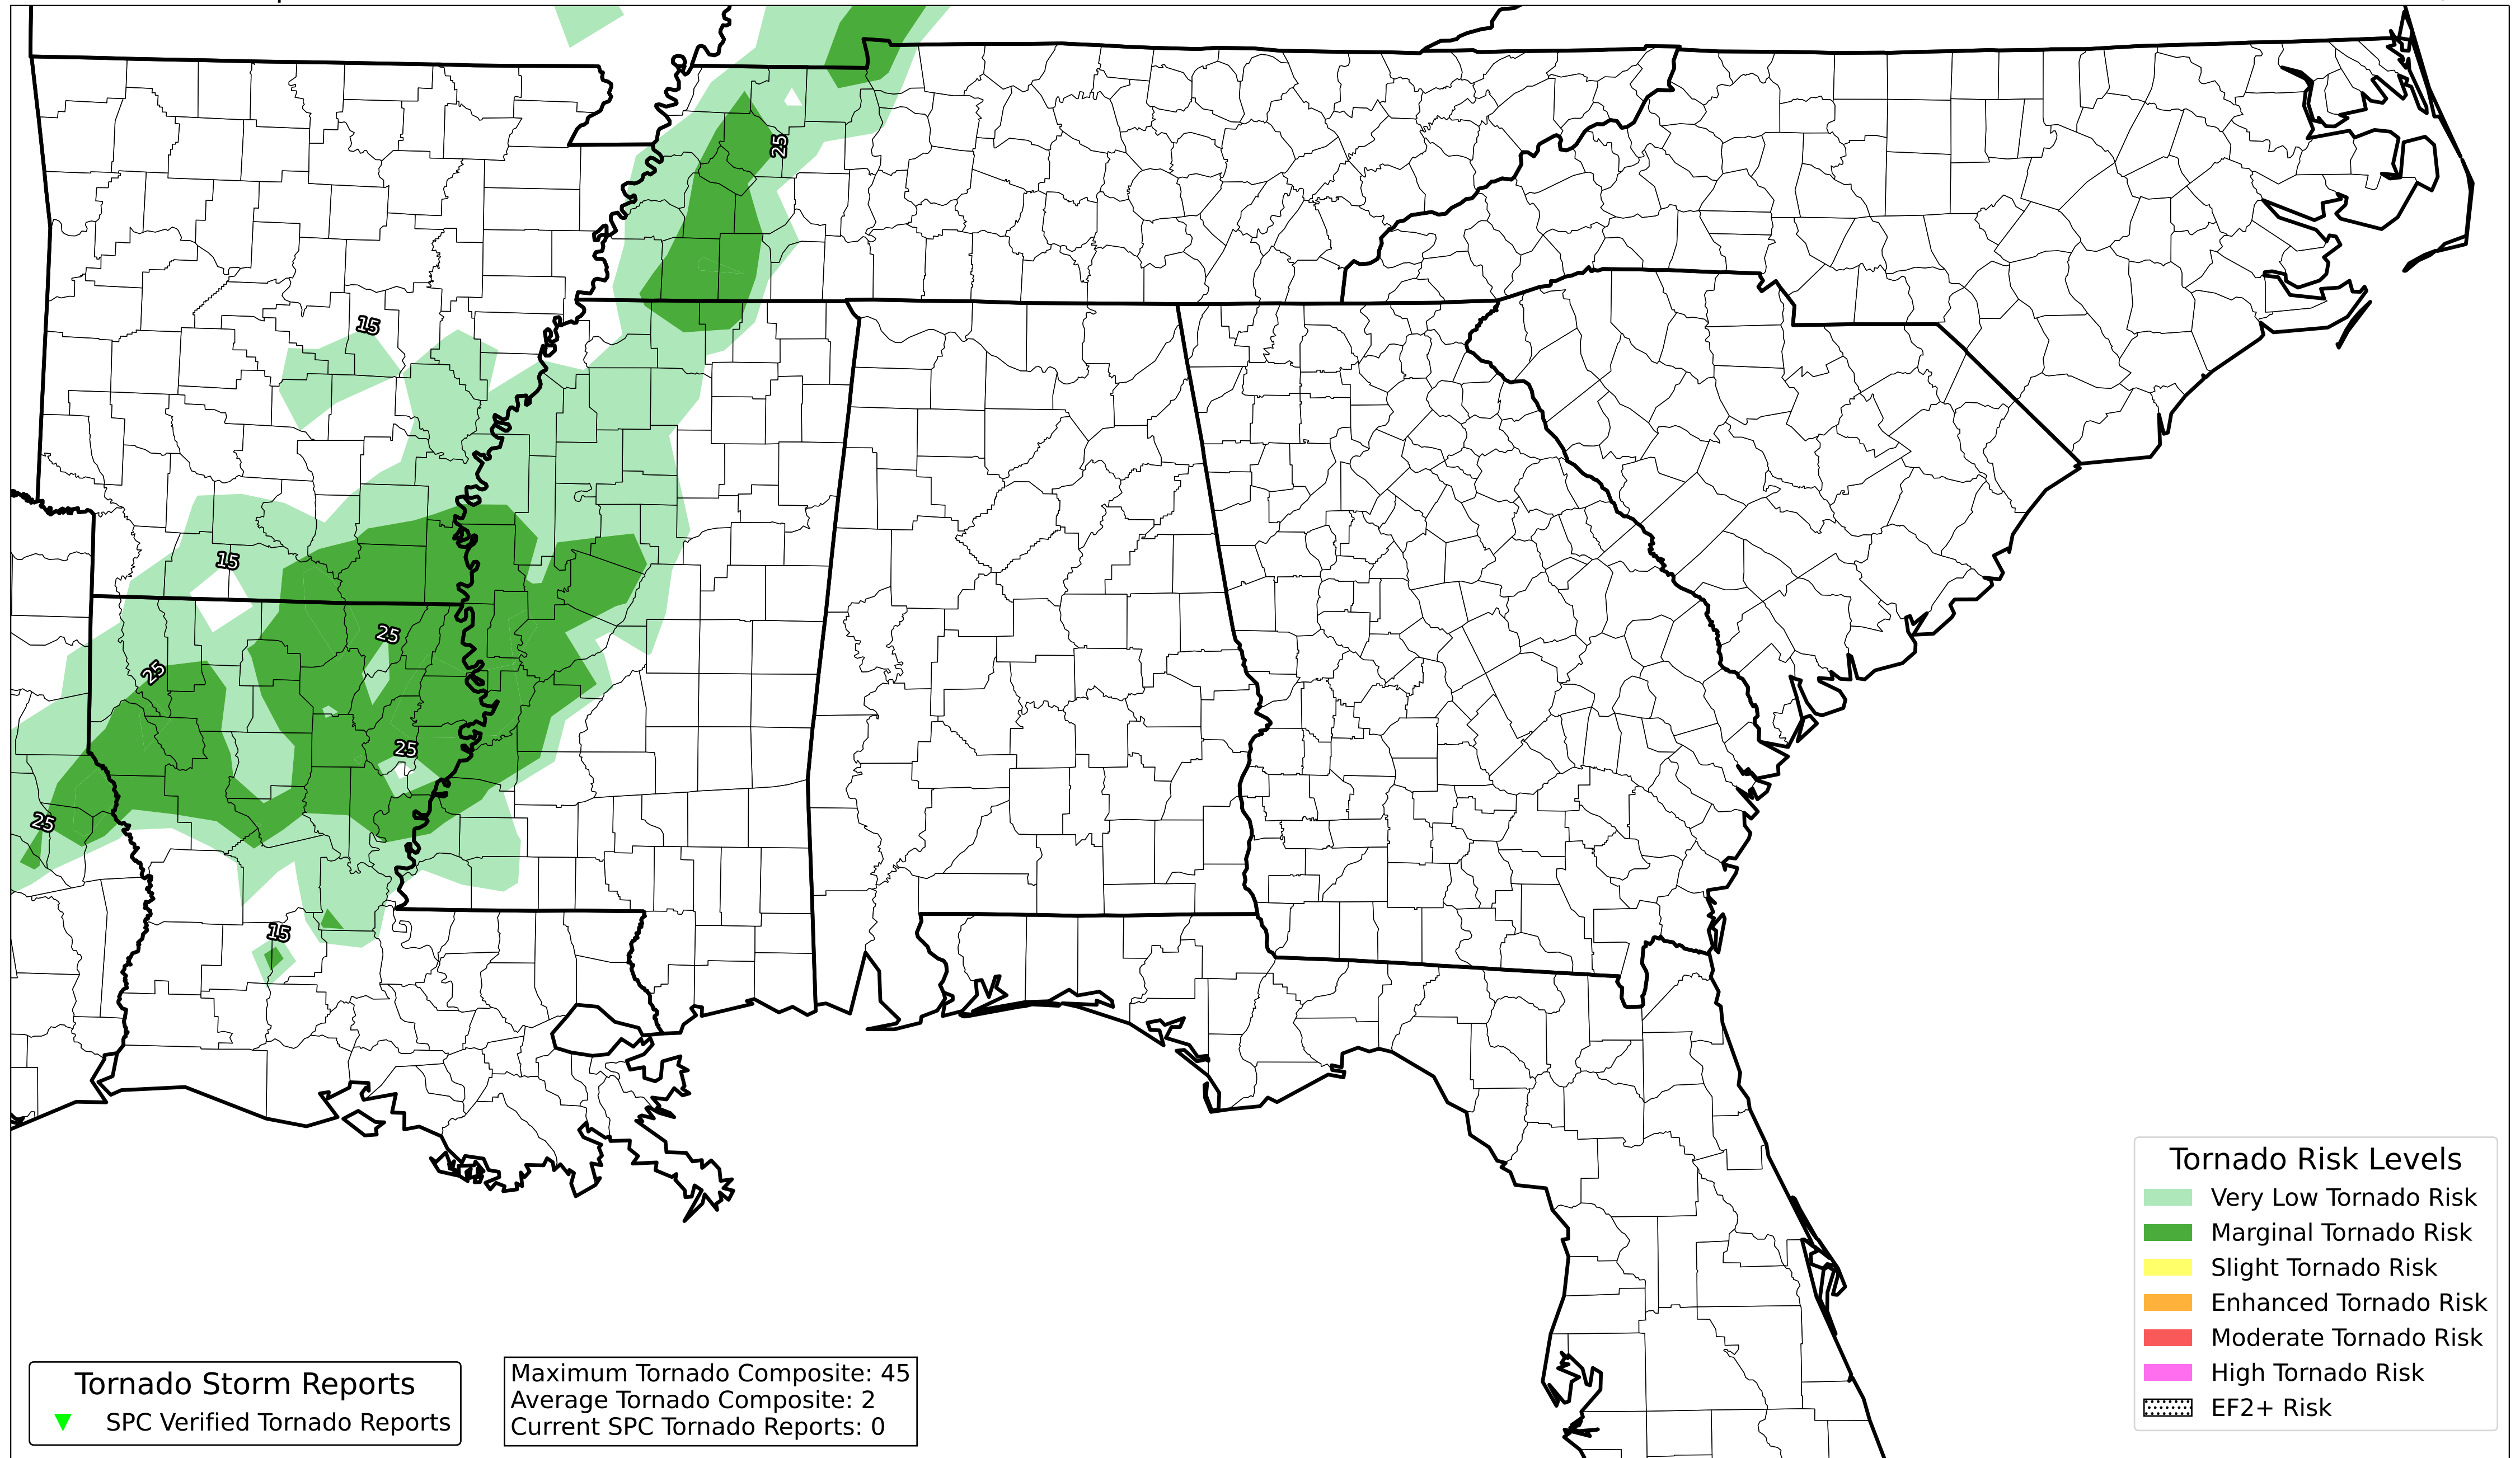 25
15
15
25
25
25
25
15
Tornado Risk Levels
Very Low Tornado Risk
Marginal Tornado Risk
Slight Tornado Risk
Enhanced Tornado Risk
Moderate Tornado Risk
High Tornado Risk
EF2+ Risk
Tornado Storm Reports
SPC Verified Tornado Reports
Maximum Tornado Composite: 45
Average Tornado Composite: 2
Current SPC Tornado Reports: 0